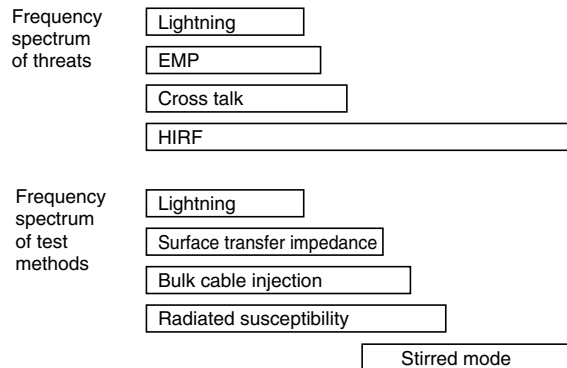 Frequency
spectrum
of threats
Lightning
EMP
Cross talk
HIRF
Frequency
spectrum
of test
methods
Lightning
Surface transfer impedance
Bulk cable injection
Radiated susceptibility
Stirred mode